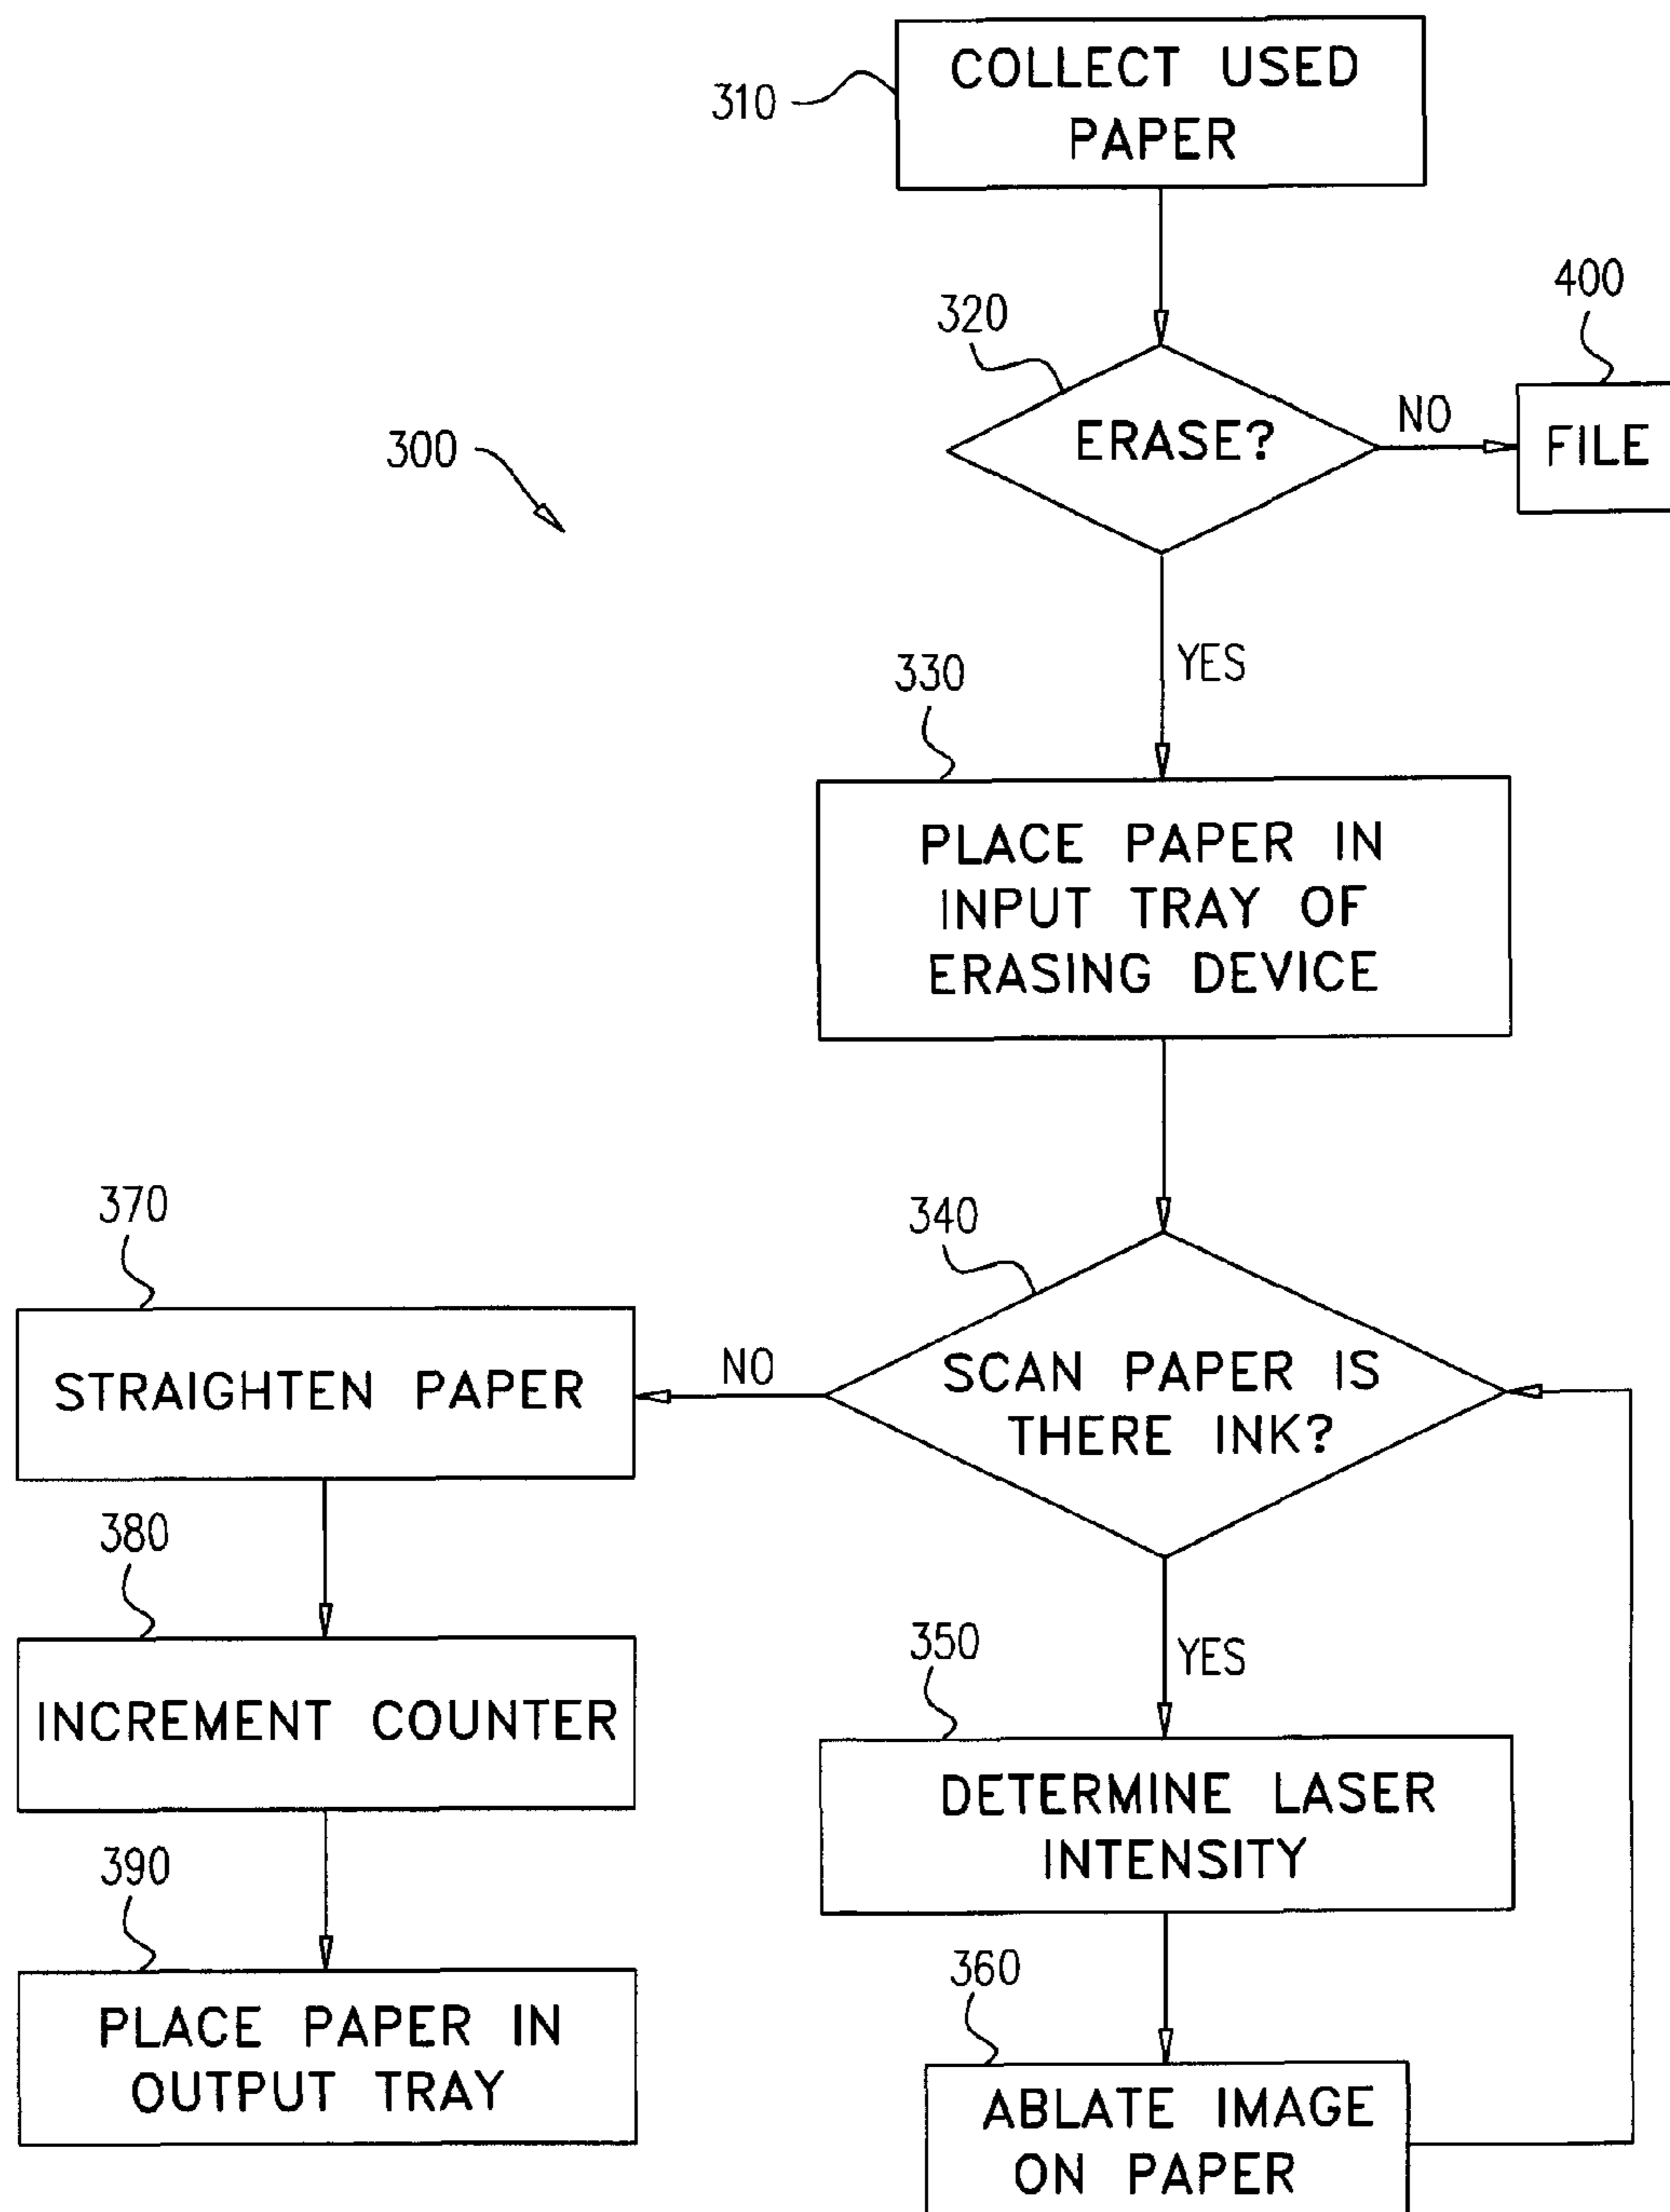 310
COLLECT USED
PAPER
400
320
ERASE?
NO
FILE
300
YES
330
PLACE PAPER IN
INPUT TRAY OF
ERASING DEVICE
370
340
STRAIGHTEN PAPER
NO
SCAN PAPER IS
THERE INK?
380
350
YES
INCREMENT COUNTER
DETERMINE LASER
INTENSITY
390
360
PLACE PAPER IN
OUTPUT TRAY
ABLATE IMAGE
ON PAPER